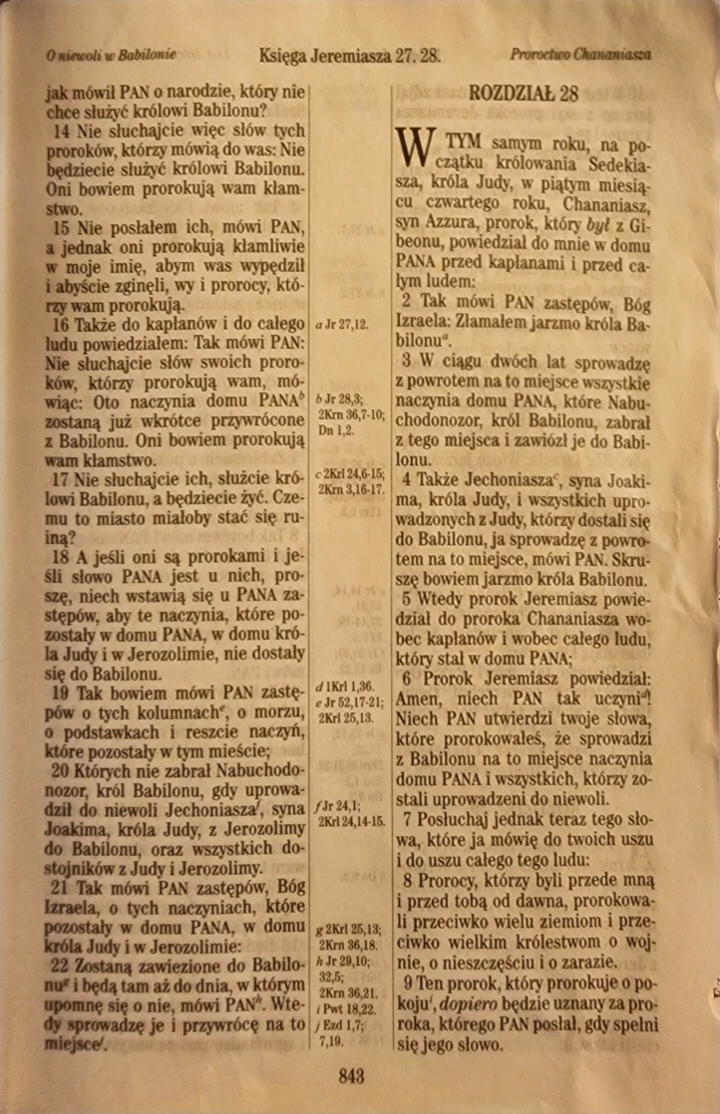 O niewoli w Babilonie
Księga Jeremiasza 27. 28.
Proroctwo Chananiasza
jak mówił PAN o narodzie, który nie
chce służyć królowi Babilonu?
14 Nie słuchajcie więc słów tych
proroków, którzy mówią do was: Nie
będziecie służyć królowi Babilonu.
Oni bowiem prorokują wam kłam-
stwo.
15 Nie posłałem ich, mówi PAN,
a jednak oni prorokują kłamliwie
w moje imię, abym was wypędził
i abyście zginęli, wy i prorocy, któ-
rzy wam prorokują.
16 Także do kapłanów i do całego
ludu powiedziałem: Tak mówi PAN:
Nie słuchajcie słów swoich proro-
ków, którzy prorokują wam, mó-
wiąc: Oto naczynia domu PANAb
zostaną już wkrótce przywrócone
z Babilonu. Oni bowiem prorokują
wam kłamstwo.
17 Nie słuchajcie ich, służcie kró-
lowi Babilonu, a będziecie żyć. Cze-
mu to miasto miałoby stać się ru-
iną?
18 A jeśli oni są prorokami i je-
śli słowo PANA jest u nich, pro-
szę, niech wstawią się u PANA za-
stępów, aby te naczynia, które po-
zostały w domu PANA, w domu kró-
la Judy i w Jerozolimie, nie dostały
się do Babilonu.
19 Tak bowiem mówi PAN zastę-
pów o tych kolumnache, o morzu,
o podstawkach i reszcie naczyń,
które pozostały w tym mieście;
20 Których nie zabrał Nabuchodo-
nozor, król Babilonu, gdy uprowa-
dził do niewoli Jechoniaszaf, syna
Joakima, króla Judy, z Jerozolimy
do Babilonu, oraz wszystkich do-
stojników z Judy i Jerozolimy.
21 Tak mówi PAN zastępów, Bóg
Izraela, o tych naczyniach, które
pozostały w domu PANA, w domu
króla Judy i w Jerozolimie:
22 Zostaną zawiezione do Babilo-
nug i będą tam aż do dnia, w którym
upomnę się o nie, mówi PANh. Wte-
dy sprowadzę je i przywrócę na to
miejscej.
a Jr 27,12.
b Jr 28,3;
2Krn 36,7-10;
Dn 1,2.
c 2Krl 24,6-15;
2Krn 3,16-17.
d 1Krl 1,36.
e Jr 52,17-21;
2Krl 25,13.
f Jr 24,1;
2Krl 24,14-15.
g 2Krl 25,13;
2Krn 36,18.
h Jr 29,10;
32,5;
2Krn 36,21.
i Pwt 18,22.
j Ezd 1,7;
7,19.
ROZDZIAŁ 28
W TYM samym roku, na po-
czątku królowania Sedekia-
sza, króla Judy, w piątym miesią-
cu czwartego roku, Chananiasz,
syn Azzura, prorok, który był z Gi-
beonu, powiedział do mnie w domu
PANA przed kapłanami i przed ca-
łym ludem:
2 Tak mówi PAN zastępów, Bóg
Izraela: Złamałem jarzmo króla Ba-
bilonua.
3 W ciągu dwóch lat sprowadzę
z powrotem na to miejsce wszystkie
naczynia domu PANA, które Nabu-
chodonozor, król Babilonu, zabrał
z tego miejsca i zawiózł je do Babi-
lonu.
4 Także Jechoniaszac, syna Joaki-
ma, króla Judy, i wszystkich upro-
wadzonych z Judy, którzy dostali się
do Babilonu, ja sprowadzę z powro-
tem na to miejsce, mówi PAN. Skru-
szę bowiem jarzmo króla Babilonu.
5 Wtedy prorok Jeremiasz powie-
dział do proroka Chananiasza wo-
bec kapłanów i wobec całego ludu,
który stał w domu PANA;
6 Prorok Jeremiasz powiedział:
Amen, niech PAN tak uczynid!
Niech PAN utwierdzi twoje słowa,
które prorokowałeś, że sprowadzi
z Babilonu na to miejsce naczynia
domu PANA i wszystkich, którzy zo-
stali uprowadzeni do niewoli.
7 Posłuchaj jednak teraz tego sło-
wa, które ja mówię do twoich uszu
i do uszu całego tego ludu:
8 Prorocy, którzy byli przede mną
i przed tobą od dawna, prorokowa-
li przeciwko wielu ziemiom i prze-
ciwko wielkim królestwom o woj-
nie, o nieszczęściu i o zarazie.
9 Ten prorok, który prorokuje o po-
kojui, dopiero będzie uznany za pro-
roka, którego PAN posłał, gdy spełni
się jego słowo.
843